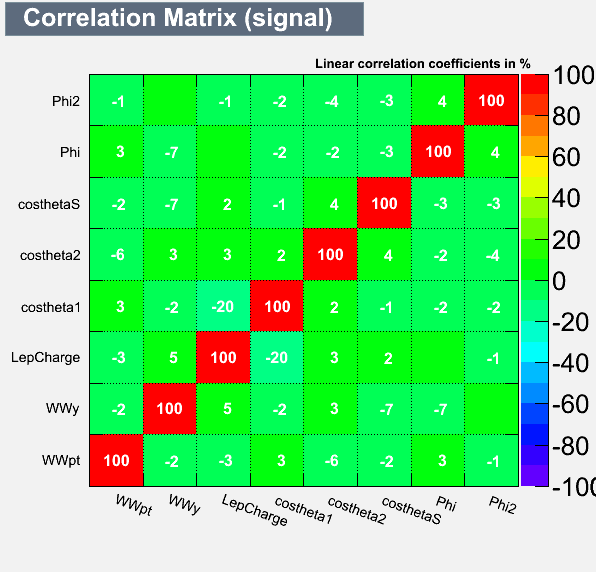 Correlation Matrix (signal)
Linear correlation coefficients in %
Phi2 -1 -1 -2 -4 -3 4 100
Phi 3 -7 -2 -2 -3 100 4
costhetaS -2 -7 2 -1 4 100 -3 -3
costheta2 -6 3 3 2 100 4 -2 -4
costheta1 3 -2 -20 100 2 -1 -2 -2
LepCharge -3 5 100 -20 3 2 -1
WWy -2 100 5 -2 3 -7 -7
WWpt 100 -2 -3 3 -6 -2 3 -1
WWpt WWy LepCharge costheta1 costheta2 costhetaS Phi Phi2
100
80
60
40
20
0
-20
-40
-60
-80
-100